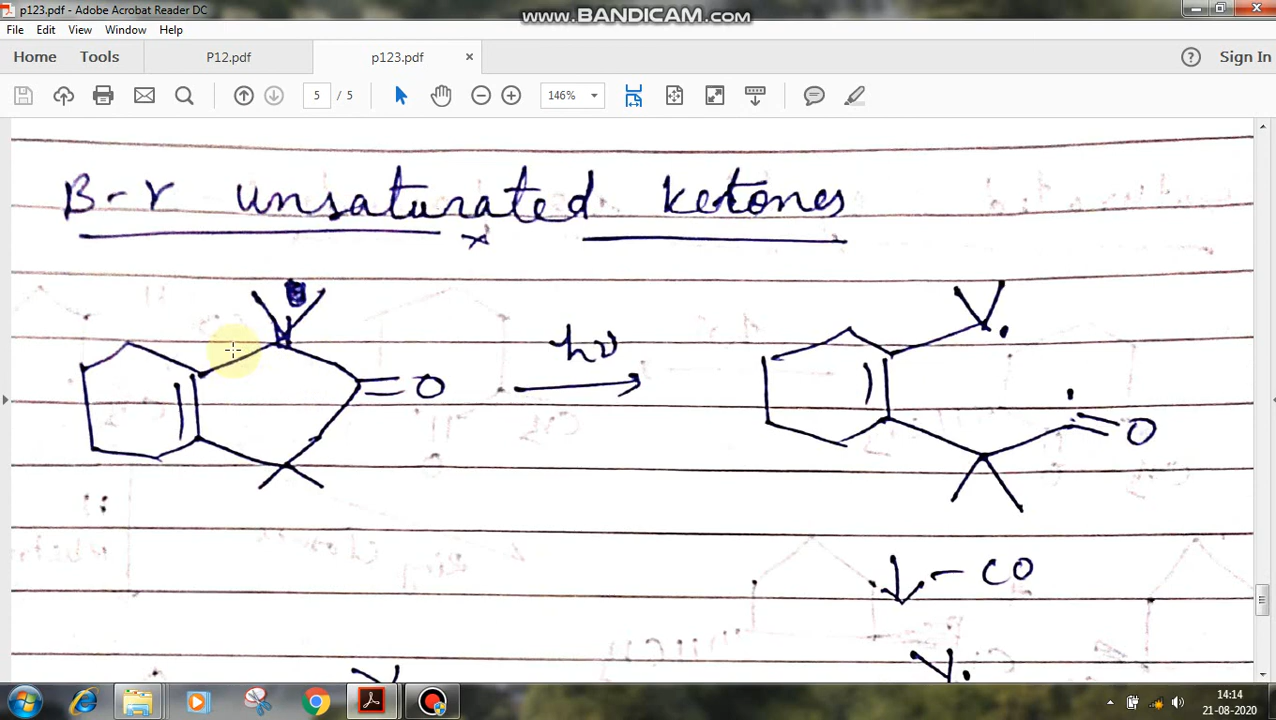 p123.pdf - Adobe Acrobat Reader DC
www.BANDICAM.com
File Edit View Window Help
Home Tools P12.pdf p123.pdf × Sign In
5 / 5 146%
β-γ unsaturated ketones
hν
O
O
- CO
14:14
21-08-2020